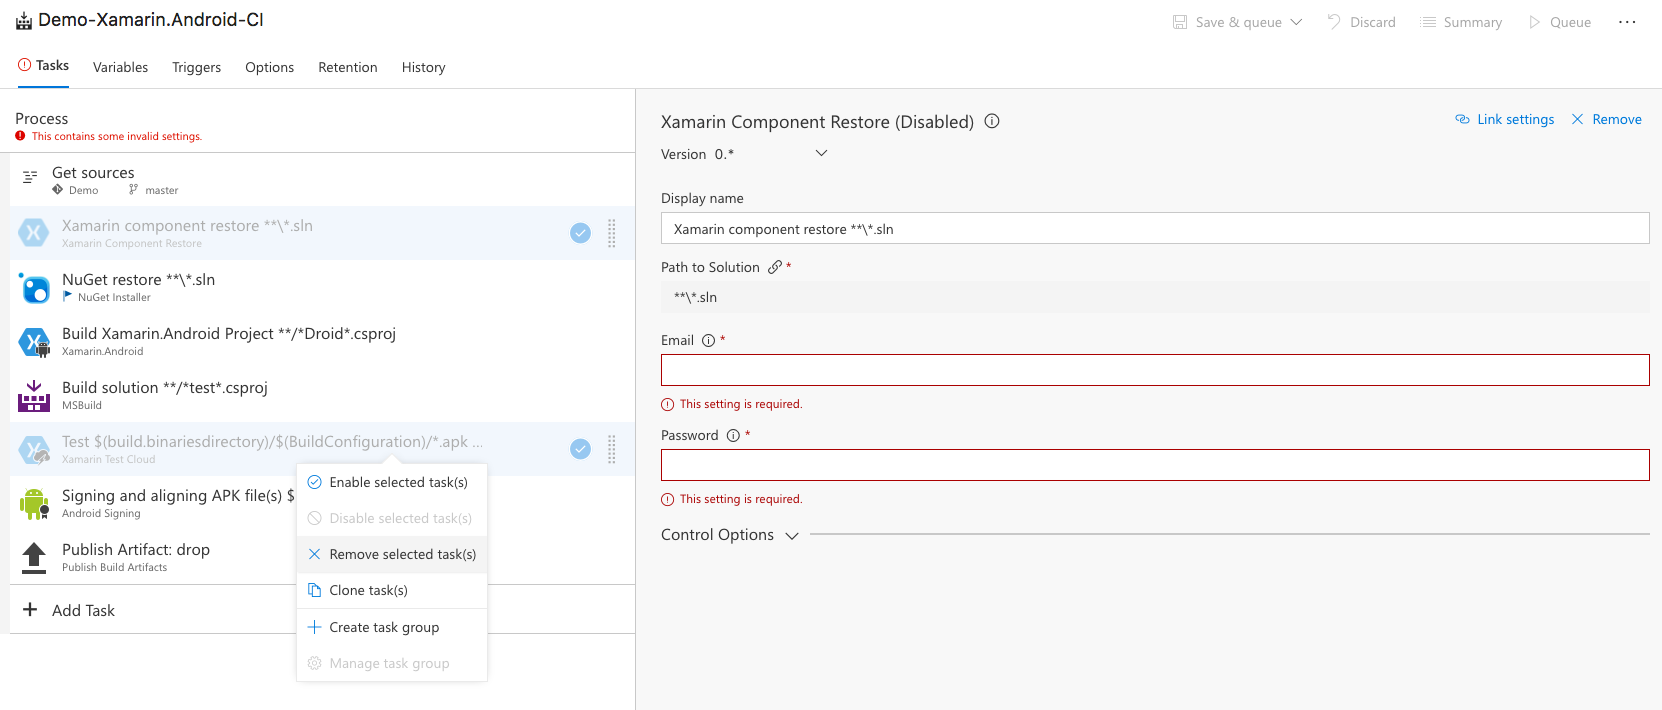 Demo-Xamarin.Android-CI
Save & queue
Discard
Summary
Queue
Tasks
Variables
Triggers
Options
Retention
History
Process
This contains some invalid settings.
Get sources
Demo
master
Xamarin component restore **\*.sln
Xamarin Component Restore
NuGet restore **\*.sln
NuGet Installer
Build Xamarin.Android Project **/*Droid*.csproj
Xamarin.Android
Build solution **/*test*.csproj
MSBuild
Test $(build.binariesdirectory)/$(BuildConfiguration)/*.apk ...
Xamarin Test Cloud
Signing and aligning APK file(s) $
Android Signing
Publish Artifact: drop
Publish Build Artifacts
Add Task
Enable selected task(s)
Disable selected task(s)
Remove selected task(s)
Clone task(s)
Create task group
Manage task group
Xamarin Component Restore (Disabled)
Link settings
Remove
Version 0.*
Display name
Xamarin component restore **\*.sln
Path to Solution *
**\*.sln
Email *
This setting is required.
Password *
This setting is required.
Control Options